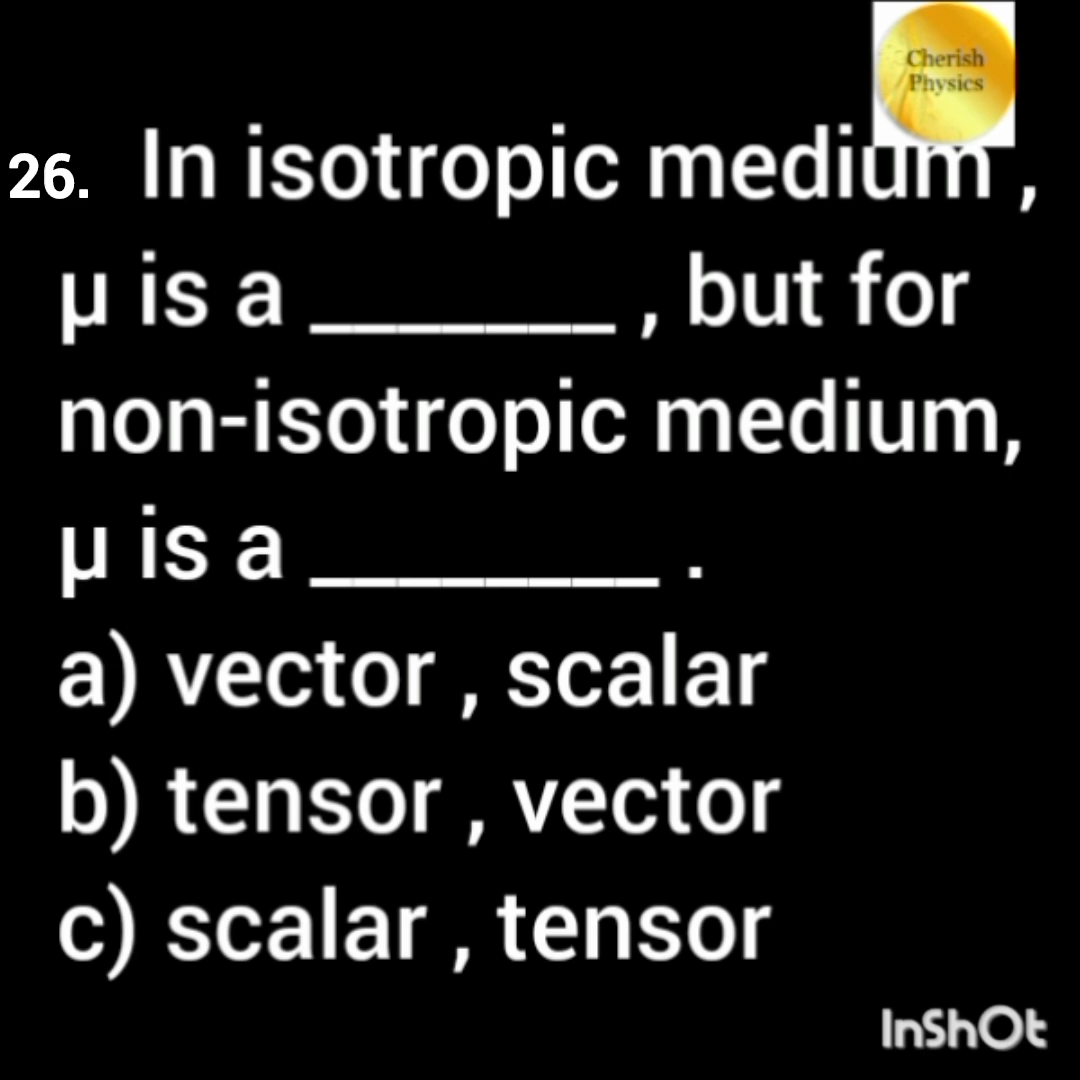 Cherish
Physics
26. In isotropic medium ,
μ is a _______ , but for
non-isotropic medium,
μ is a ________ .
a) vector , scalar
b) tensor , vector
c) scalar , tensor
InShOt